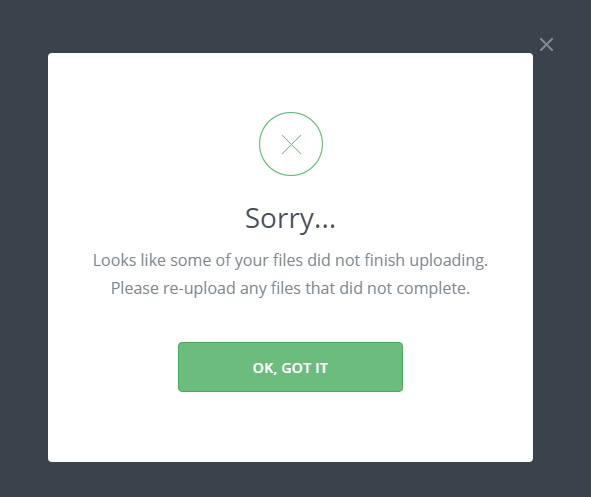 Sorry...
Looks like some of your files did not finish uploading.
Please re-upload any files that did not complete.
OK, GOT IT